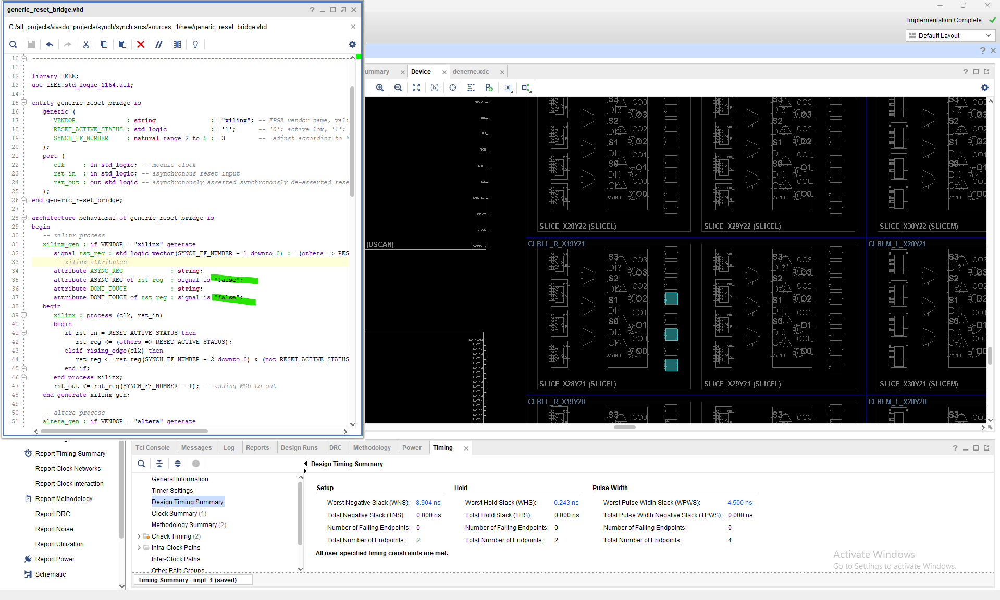 generic_reset_bridge.vhd
C:/all_projects/vivado_projects/synch/synch.srcs/sources_1/new/generic_reset_bridge.vhd
Implementation Complete
Default Layout
10 --------------------------------------------------------------------------------
11
12 library IEEE;
13 use IEEE.std_logic_1164.all;
14
15 entity generic_reset_bridge is
16 generic (
17 VENDOR : string := "xilinx"; -- FPGA vendor name, vali
18 RESET_ACTIVE_STATUS : std_logic := '1'; -- '0': active low, '1':
19 SYNCH_FF_NUMBER : natural range 2 to 5 := 3 -- adjust according to F
20 );
21 port (
22 clk : in std_logic; -- module clock
23 rst_in : in std_logic; -- asynchronous reset input
24 rst_out : out std_logic -- asynchronously asserted synchronously de-asserted rese
25 );
26 end generic_reset_bridge;
27
28 architecture behavioral of generic_reset_bridge is
29 begin
30 -- xilinx process
31 xilinx_gen : if VENDOR = "xilinx" generate
32 signal rst_reg : std_logic_vector(SYNCH_FF_NUMBER - 1 downto 0) := (others => RES
33 -- xilinx attributes
34 attribute ASYNC_REG : string;
35 attribute ASYNC_REG of rst_reg : signal is "false";
36 attribute DONT_TOUCH : string;
37 attribute DONT_TOUCH of rst_reg : signal is "false";
38 begin
39 xilinx : process (clk, rst_in)
40 begin
41 if rst_in = RESET_ACTIVE_STATUS then
42 rst_reg <= (others => RESET_ACTIVE_STATUS);
43 elsif rising_edge(clk) then
44 rst_reg <= rst_reg(SYNCH_FF_NUMBER - 2 downto 0) & (not RESET_ACTIVE_STATUS
45 end if;
46 end process xilinx;
47 rst_out <= rst_reg(SYNCH_FF_NUMBER - 1); -- assing MSb to out
48 end generate xilinx_gen;
49
50 -- altera process
51 altera_gen : if VENDOR = "altera" generate
ummary Device deneme.xdc
SLICE_X28Y22 (SLICEL) SLICE_X29Y22 (SLICEL) SLICE_X30Y22 (SLICEM)
(BSCAN)
CLBLL_R_X19Y21 CLBLM_L_X20Y21
S3 CO3
DI3 O3
S2 CO2
DI2
S1 O2
DI1 CO1
S0 O1
DI0 CO0
CIN
CYINIT O0
SLICE_X28Y21 (SLICEL) SLICE_X29Y21 (SLICEL) SLICE_X30Y21 (SLICEM)
CLBLL_R_X19Y20 CLBLM_L_X20Y20
Report Timing Summary
Report Clock Networks
Report Clock Interaction
Report Methodology
Report DRC
Report Noise
Report Utilization
Report Power
Schematic
Tcl Console Messages Log Reports Design Runs DRC Methodology Power Timing
General Information
Timer Settings
Design Timing Summary
Clock Summary (1)
Methodology Summary (2)
Check Timing (2)
Intra-Clock Paths
Inter-Clock Paths
Other Path Groups
Design Timing Summary
Setup Hold Pulse Width
Worst Negative Slack (WNS): 8.904 ns Worst Hold Slack (WHS): 0.243 ns Worst Pulse Width Slack (WPWS): 4.500 ns
Total Negative Slack (TNS): 0.000 ns Total Hold Slack (THS): 0.000 ns Total Pulse Width Negative Slack (TPWS): 0.000 ns
Number of Failing Endpoints: 0 Number of Failing Endpoints: 0 Number of Failing Endpoints: 0
Total Number of Endpoints: 2 Total Number of Endpoints: 2 Total Number of Endpoints: 4
All user specified timing constraints are met.
Activate Windows
Go to Settings to activate Windows.
Timing Summary - impl_1 (saved)